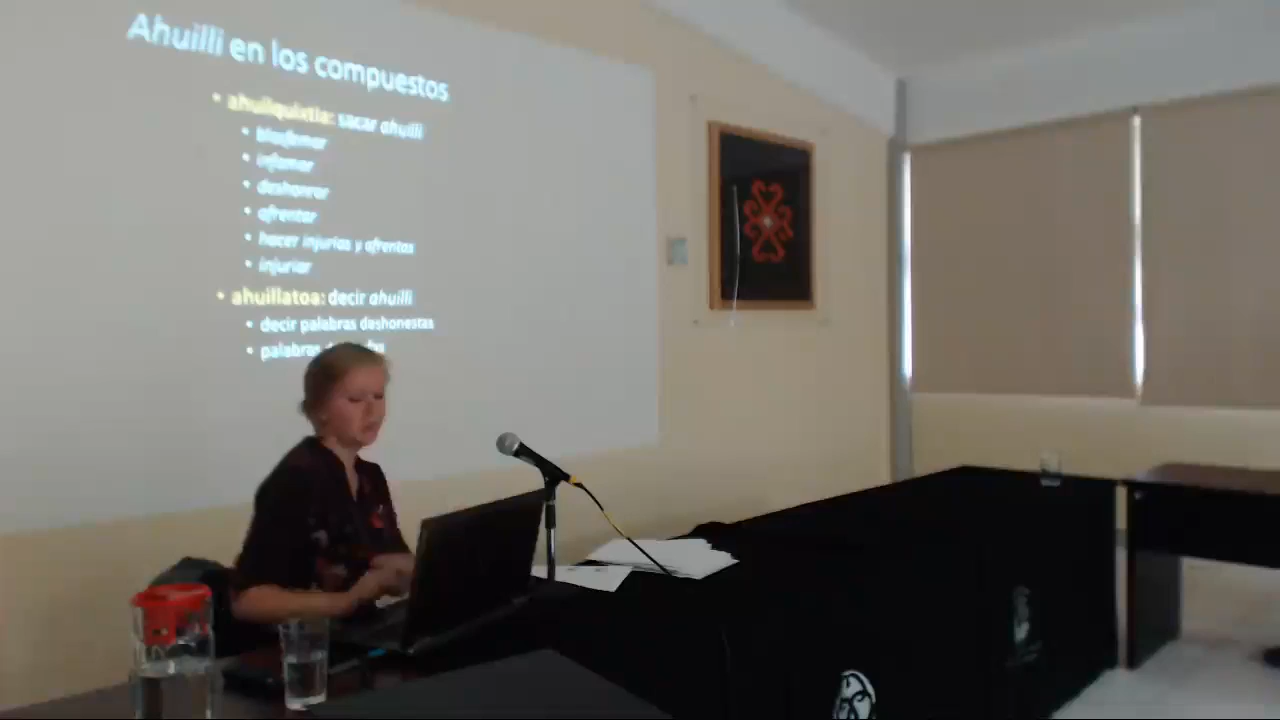 Ahuilli en los compuestos
• ahuilquixtia: sacar ahuilli
• blasfemar
• infamar
• deshonrar
• afrentar
• hacer injurias y afrentas
• injuriar
• ahuillatoa: decir ahuilli
• decir palabras deshonestas
• palabras